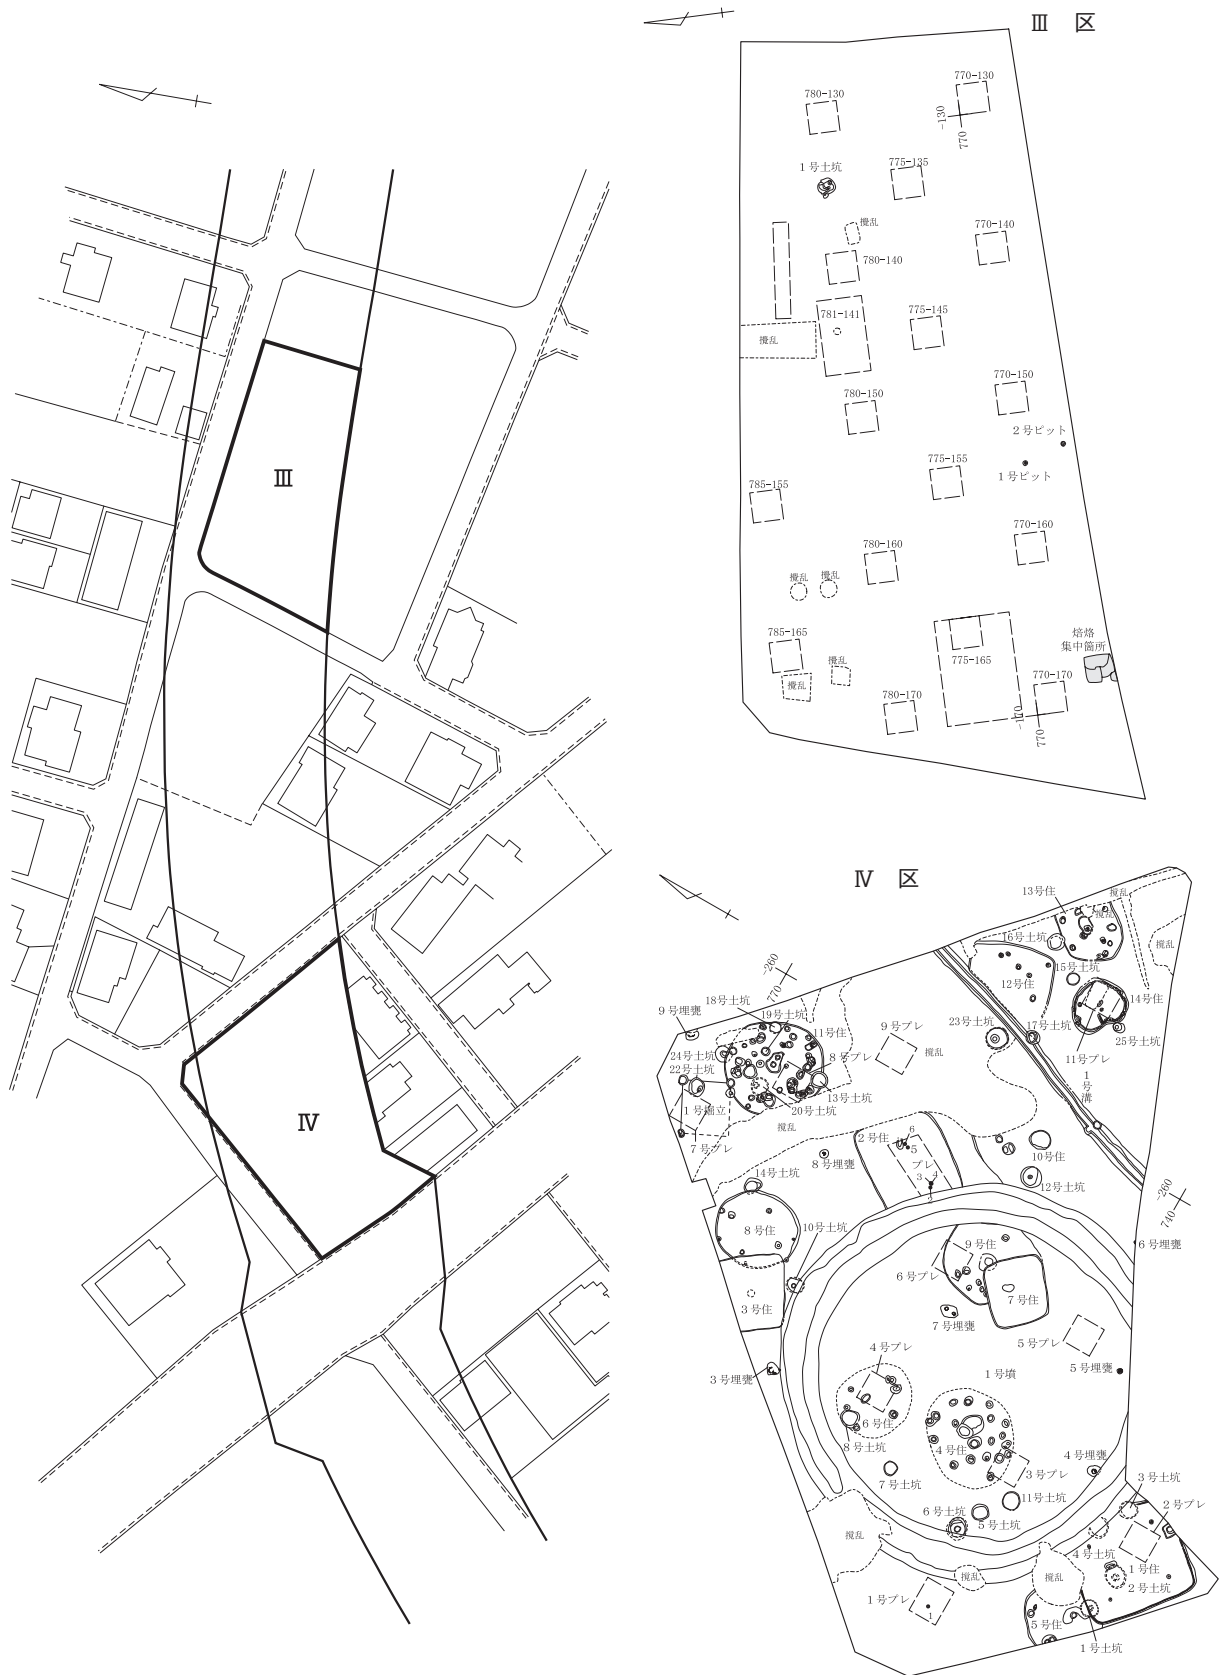 Ⅲ
Ⅳ
Ⅲ 区
770-130
780-130
-130
770
1号土坑
775-135
攪乱
770-140
780-140
781-141
775-145
攪乱
770-150
780-150
2号ピット
775-155
1号ピット
785-155
770-160
780-160
攪乱
攪乱
785-165
焙烙
集中箇所
攪乱
775-165
攪乱
770-170
780-170
-170
770
Ⅳ 区
13号住
攪乱
攪乱
16号土坑
攪乱
-260
770
15号土坑
12号住
14号住
18号土坑
9号埋甕
19号土坑
11号住
9号プレ
23号土坑
17号土坑
25号土坑
24号土坑
8号プレ
攪乱
11号プレ
22号土坑
1号溝
13号土坑
1号掘立
20号土坑
攪乱
7号プレ
2号住
6
5
10号住
8号埋甕
プレ
14号土坑
3
4
12号土坑
2
-260
740
8号住
10号土坑
6号埋甕
9号住
6号プレ
3号住
7号住
7号埋甕
5号プレ
4号プレ
3号埋甕
1号墳
5号埋甕
6号住
8号土坑
4号住
4号埋甕
3号プレ
3号土坑
7号土坑
11号土坑
2号プレ
6号土坑
5号土坑
攪乱
4号土坑
攪乱
攪乱
1号住
2号土坑
1号プレ
1
5号住
1号土坑